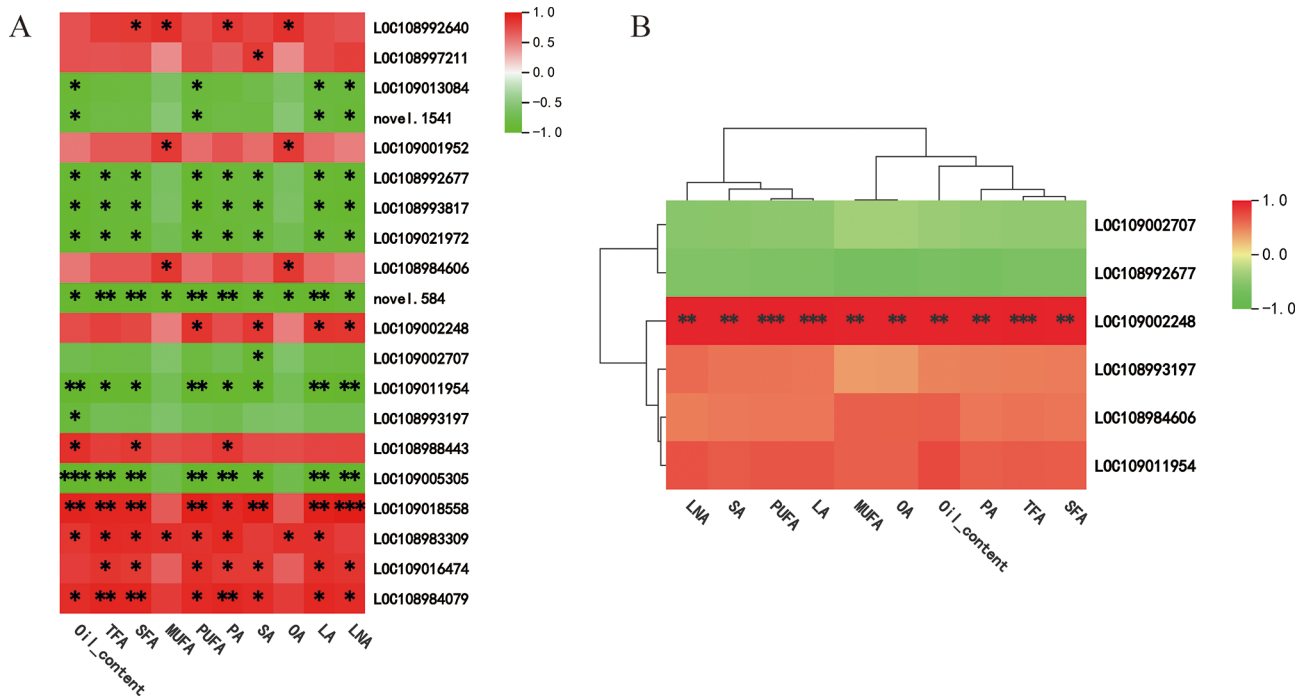 A
LOC108992640
LOC108997211
LOC109013084
novel.1541
LOC109001952
LOC108992677
LOC108993817
LOC109021972
LOC108984606
novel.584
LOC109002248
LOC109002707
LOC109011954
LOC108993197
LOC108988443
LOC109005305
LOC109018558
LOC108983309
LOC109016474
LOC108984079
Oil_content
TFA
SFA
MUFA
PUFA
PA
SA
OA
LA
LNA
1.0
0.5
0.0
-0.5
-1.0
* * * *
*
* * * *
* * * *
* *
* * * * * * * *
* * * * * * * *
* * * * * * * *
* *
* ** ** * ** ** * * ** *
* * * *
*
** * * ** * * ** **
*
* * *
*** ** ** ** ** * ** **
** ** ** ** * ** ** ***
* * * * * * * *
* * * * * * *
* ** ** * ** * * *
B
LOC109002707
LOC108992677
LOC109002248
LOC108993197
LOC108984606
LOC109011954
** ** *** *** ** ** ** ** *** **
LNA
SA
PUFA
LA
MUFA
OA
Oil_content
PA
TFA
SFA
1.0
0.0
-1.0